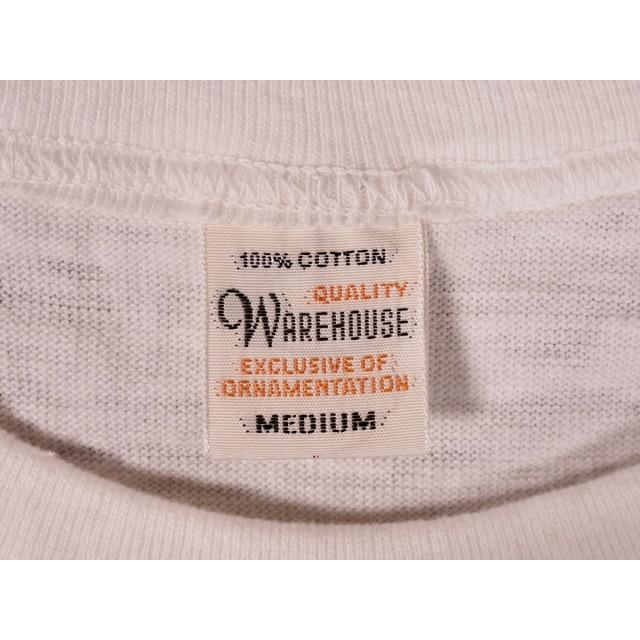 100% COTTON
QUALITY
WAREHOUSE
EXCLUSIVE OF
ORNAMENTATION
MEDIUM